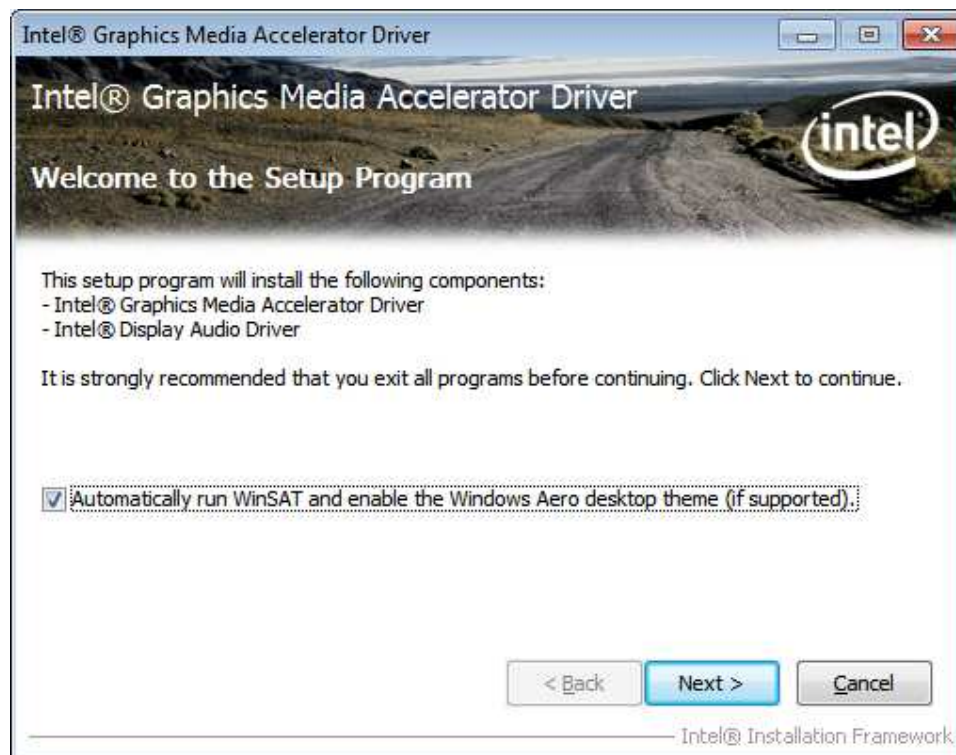 Intel® Graphics Media Accelerator Driver
Intel® Graphics Media Accelerator Driver
intel
Welcome to the Setup Program
This setup program will install the following components:
- Intel® Graphics Media Accelerator Driver
- Intel® Display Audio Driver
It is strongly recommended that you exit all programs before continuing. Click Next to continue.
Automatically run WinSAT and enable the Windows Aero desktop theme (if supported).
< Back
Next >
Cancel
Intel® Installation Framework